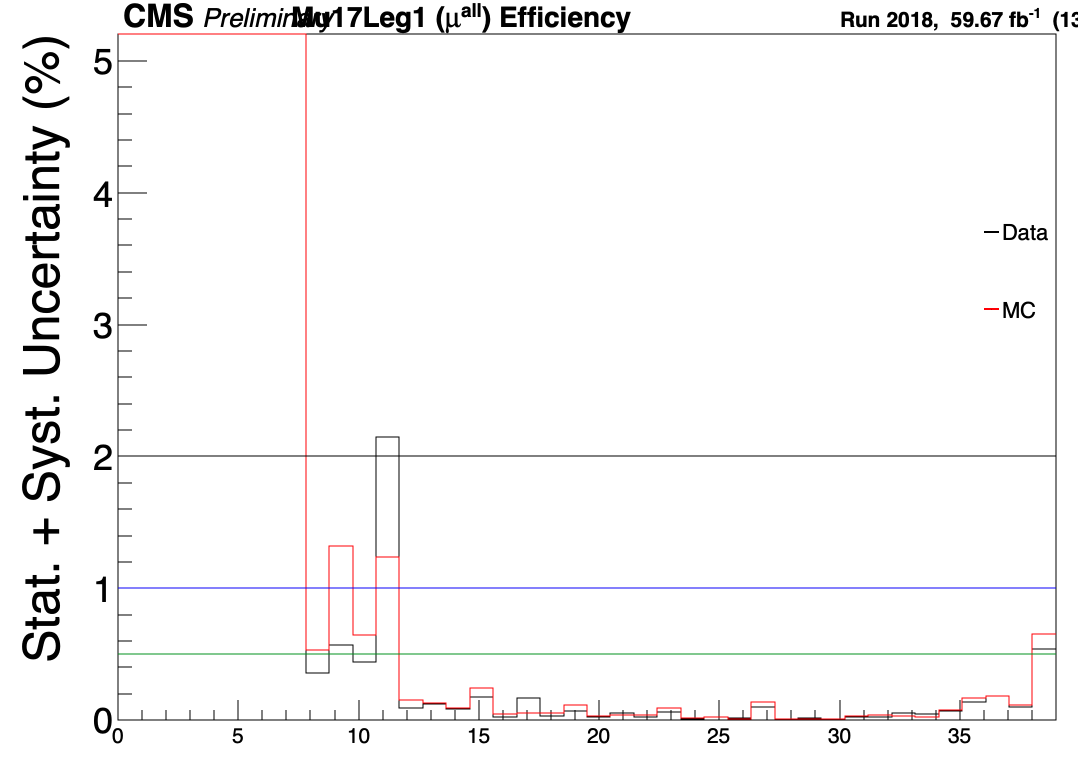 CMS Preliminary Mu17Leg1 (μall) Efficiency
Run 2018, 59.67 fb-1 (13
Stat. + Syst. Uncertainty (%)
5
4
3
2
1
0
Data
MC
0 5 10 15 20 25 30 35